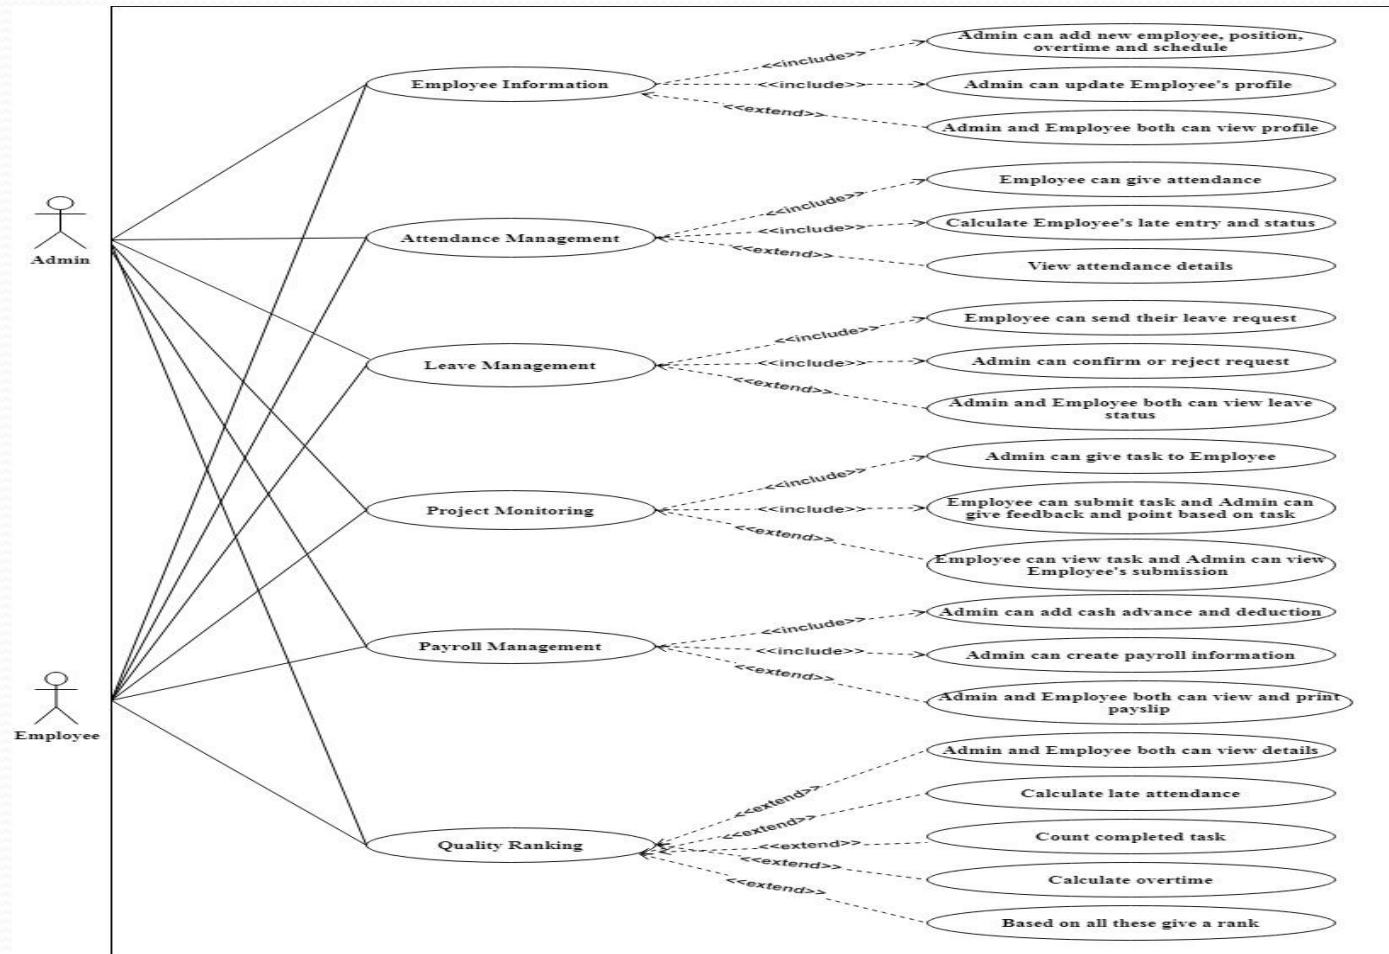 Admin can add new employee, position,
overtime and schedule
<<include>>
Employee Information
<<include>>
Admin can update Employee's profile
<<extend>>
Admin and Employee both can view profile
Employee can give attendance
<<include>>
Admin
Attendance Management
<<include>>
Calculate Employee's late entry and status
<<extend>>
View attendance details
Employee can send their leave request
<<include>>
Leave Management
<<include>>
Admin can confirm or reject request
<<extend>>
Admin and Employee both can view leave
status
Admin can give task to Employee
<<include>>
Project Monitoring
<<include>>
Employee can submit task and Admin can
give feedback and point based on task
<<extend>>
Employee can view task and Admin can view
Employee's submission
Admin can add cash advance and deduction
<<include>>
Payroll Management
<<include>>
Admin can create payroll information
<<extend>>
Admin and Employee both can view and print
payslip
Employee
Admin and Employee both can view details
<<extend>>
Calculate late attendance
<<extend>>
Quality Ranking
<<extend>>
Count completed task
<<extend>>
Calculate overtime
<<extend>>
Based on all these give a rank